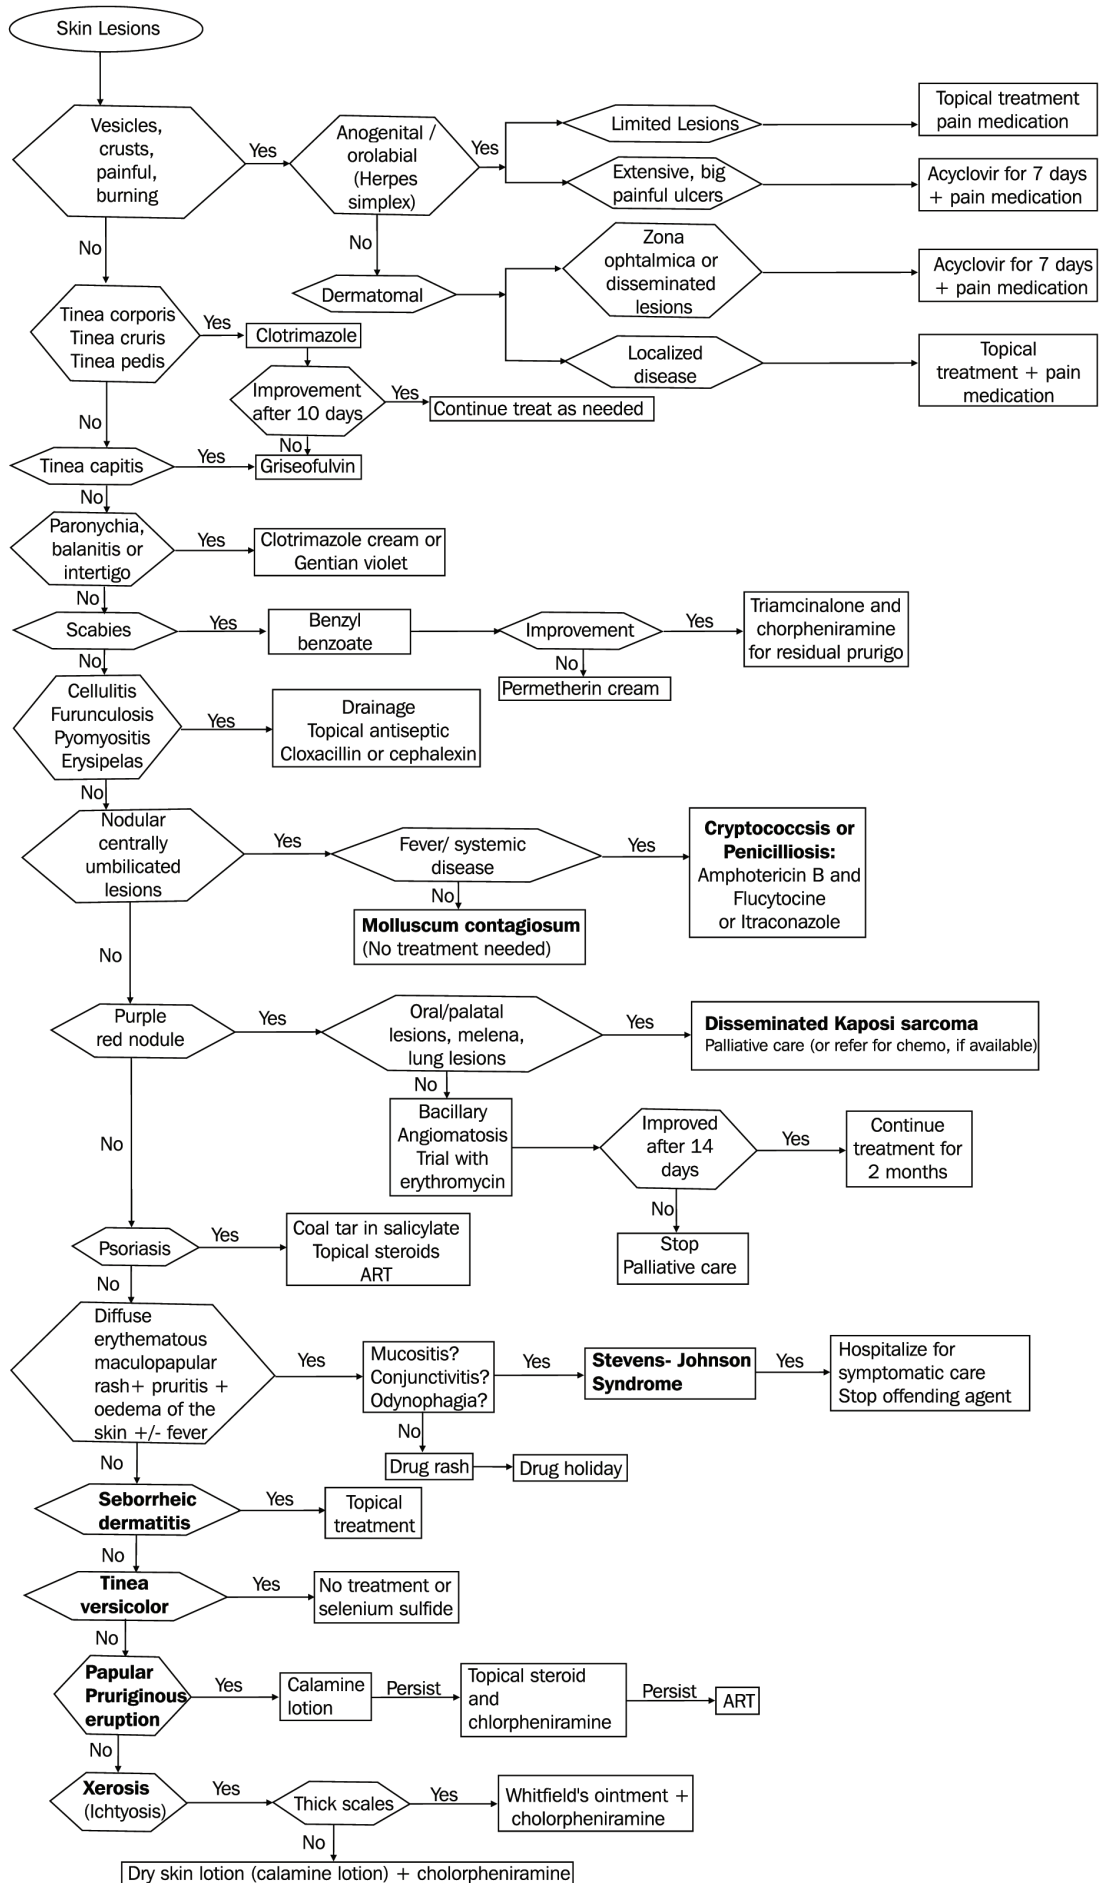 Skin Lesions
Vesicles,
crusts,
painful,
burning
Yes
Anogenital /
orolabial
(Herpes
simplex)
Yes
Limited Lesions
Topical treatment
pain medication
Extensive, big
painful ulcers
Acyclovir for 7 days
+ pain medication
No
No
Dermatomal
Zona
ophtalmica or
disseminated
lesions
Acyclovir for 7 days
+ pain medication
Localized
disease
Topical
treatment + pain
medication
Tinea corporis
Tinea cruris
Tinea pedis
Yes
Clotrimazole
Improvement
after 10 days
Yes
Continue treat as needed
No
No
Tinea capitis
Yes
Griseofulvin
No
Paronychia,
balanitis or
intertigo
Yes
Clotrimazole cream or
Gentian violet
No
Scabies
Yes
Benzyl
benzoate
Improvement
Yes
Triamcinalone and
chorpheniramine
for residual prurigo
No
Permetherin cream
No
Cellulitis
Furunculosis
Pyomyositis
Erysipelas
Yes
Drainage
Topical antiseptic
Cloxacillin or cephalexin
No
Nodular
centrally
umbilicated
lesions
Yes
Fever/ systemic
disease
Yes
Cryptococcsis or
Penicilliosis:
Amphotericin B and
Flucytocine
or Itraconazole
No
Molluscum contagiosum
(No treatment needed)
No
Purple
red nodule
Yes
Oral/palatal
lesions, melena,
lung lesions
Yes
Disseminated Kaposi sarcoma
Palliative care (or refer for chemo, if available)
No
Bacillary
Angiomatosis
Trial with
erythromycin
Improved
after 14
days
Yes
Continue
treatment for
2 months
No
Stop
Palliative care
No
Psoriasis
Yes
Coal tar in salicylate
Topical steroids
ART
No
Diffuse
erythematous
maculopapular
rash+ pruritis +
oedema of the
skin +/- fever
Yes
Mucositis?
Conjunctivitis?
Odynophagia?
Yes
Stevens- Johnson
Syndrome
Yes
Hospitalize for
symptomatic care
Stop offending agent
No
Drug rash
Drug holiday
No
Seborrheic
dermatitis
Yes
Topical
treatment
No
Tinea
versicolor
Yes
No treatment or
selenium sulfide
No
Papular
Pruriginous
eruption
Yes
Calamine
lotion
Persist
Topical steroid
and
chlorpheniramine
Persist
ART
No
Xerosis
(Ichtyosis)
Yes
Thick scales
Yes
Whitfield's ointment +
cholorpheniramine
No
Dry skin lotion (calamine lotion) + cholorpheniramine